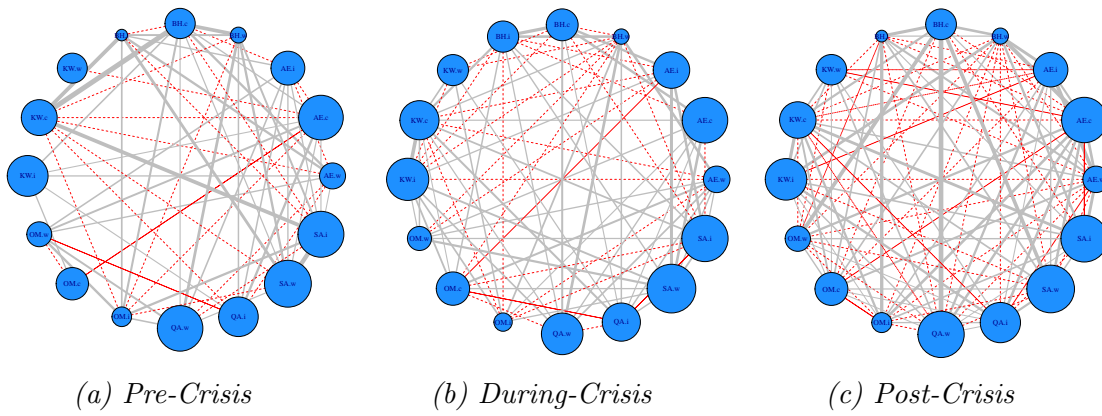 BH.c
BH.w
AE.i
AE.c
AE.w
SA.i
SA.w
QA.i
QA.w
OM.i
OM.c
OM.w
KW.i
KW.c
KW.w
(a) Pre-Crisis
BH.c
BH.w
AE.i
AE.c
AE.w
SA.i
SA.w
QA.i
QA.w
OM.i
OM.c
OM.w
KW.i
KW.c
KW.w
BH.i
(b) During-Crisis
BH.c
BH.w
AE.i
AE.c
SA.i
SA.w
QA.i
QA.w
OM.i
OM.c
OM.w
KW.i
KW.c
KW.w
(c) Post-Crisis